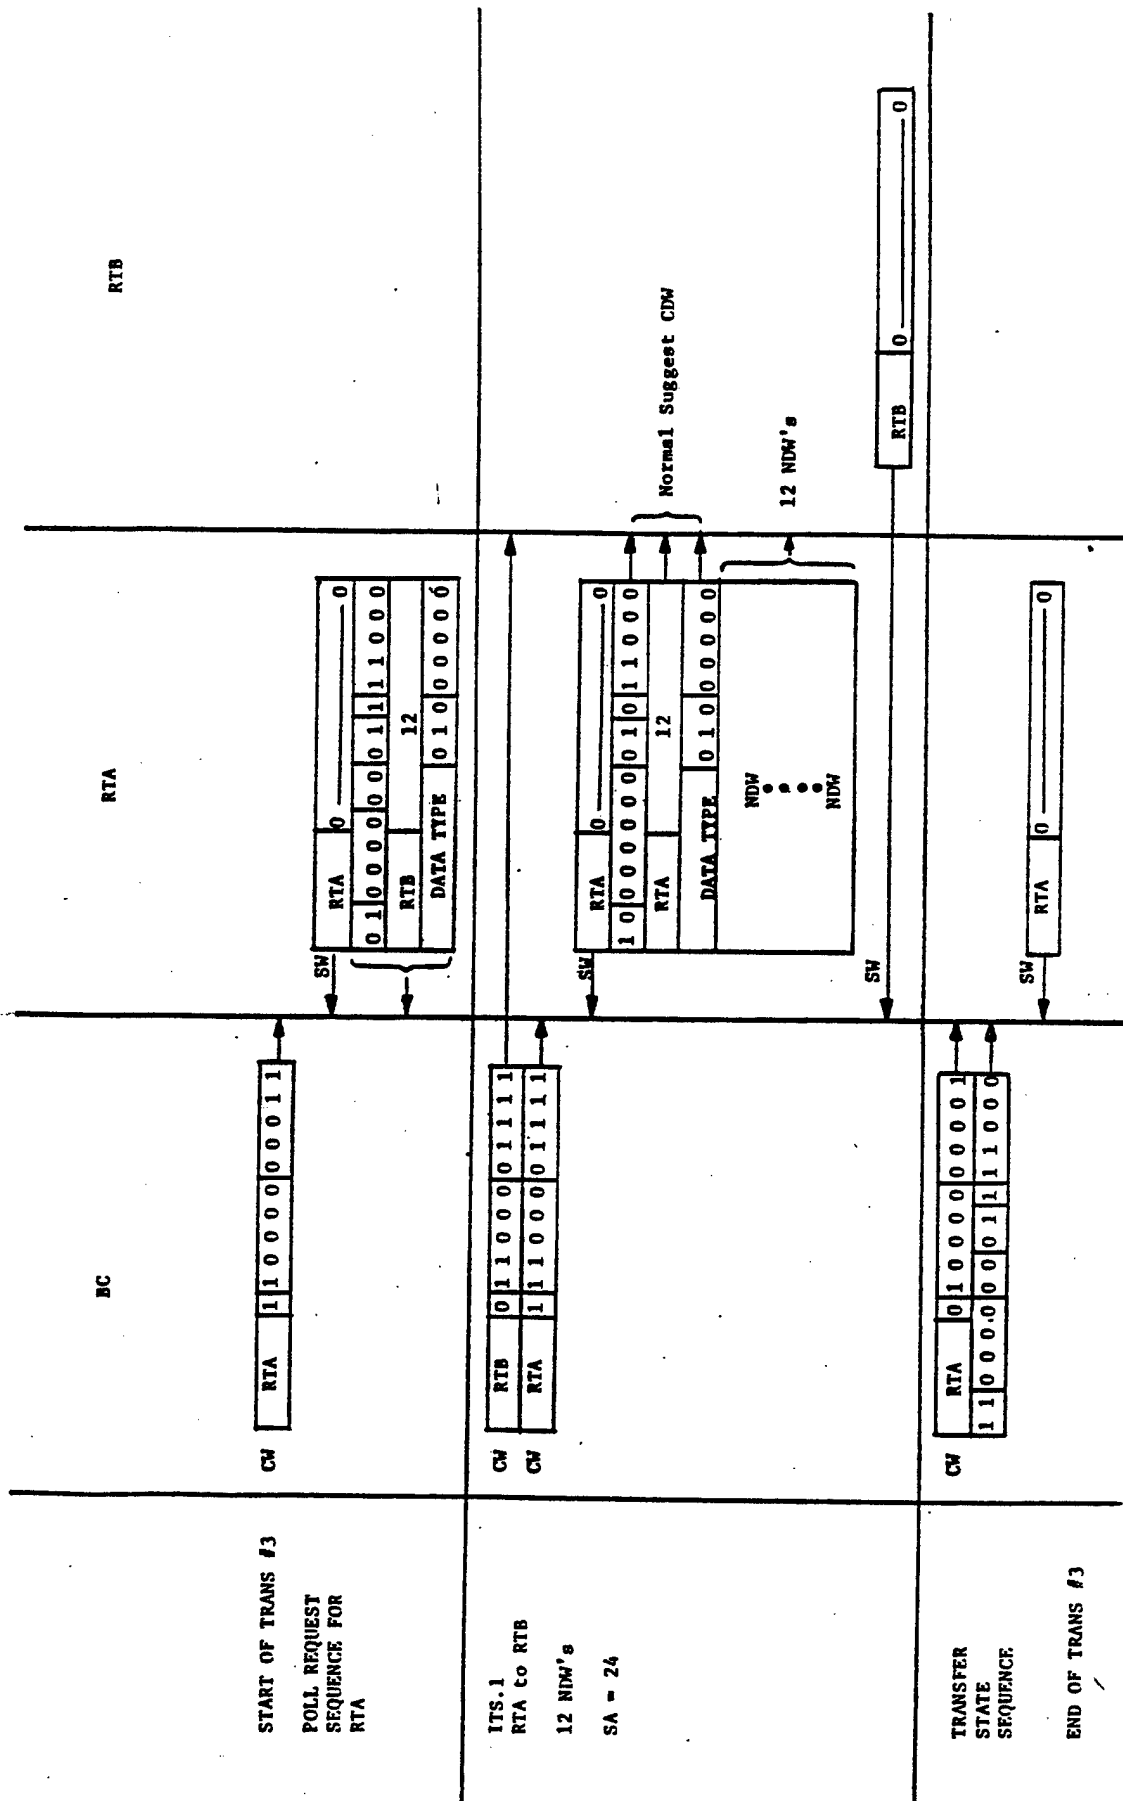 BC
RTA
RTB
START OF TRANS #3
POLL REQUEST
SEQUENCE FOR
RTA
CW
RTA 1 1 0 0 0 0 0 0 0 1 1
SW
RTA 0 0
0 1 0 0 0 0 0 0 0 1 1 1 1 0 0 0
RTB 12
DATA TYPE 0 1 0 0 0 0 0 0
ITS.1
RTA to RTB
12 NDW's
SA = 24
CW RTB 0 1 1 0 0 0 0 1 1 1 1
CW RTA 1 1 1 0 0 0 0 1 1 1 1
SW
RTA 0 0
1 0 0 0 0 0 0 0 0 1 0 1 1 0 0 0
RTA 12
DATA TYPE 0 1 0 0 0 0 0 0
Normal Suggest CDW
NDW
NDW
12 NDW's
SW
RTB 0 0
TRANSFER
STATE
SEQUENCE
CW RTA 0 1 0 0 0 0 0 0 0 0 1
1 1 0 0 0 0 0 0 0 1 1 1 1 0 0 0
SW
RTA 0 0
END OF TRANS #3